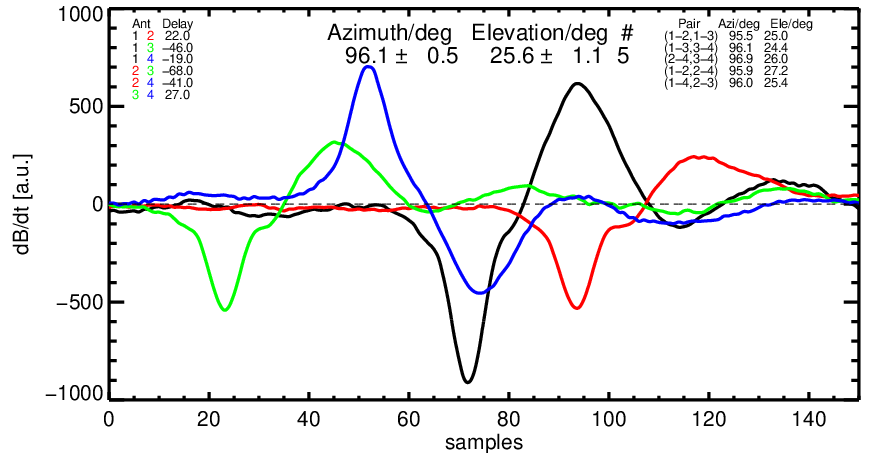 1000
500
0
−500
−1000
dB/dt [a.u.]
Ant Delay
1 2 22.0
1 3 −46.0
1 4 −19.0
2 3 −68.0
2 4 −41.0
3 4 27.0
Azimuth/deg Elevation/deg #
96.1 ± 0.5 25.6 ± 1.1 5
Pair Azi/deg Ele/deg
(1−2,1−3) 95.5 25.0
(1−3,3−4) 96.1 24.4
(2−4,3−4) 96.9 26.0
(1−2,2−4) 95.9 27.2
(1−4,2−3) 96.0 25.4
0 20 40 60 80 100 120 140
samples